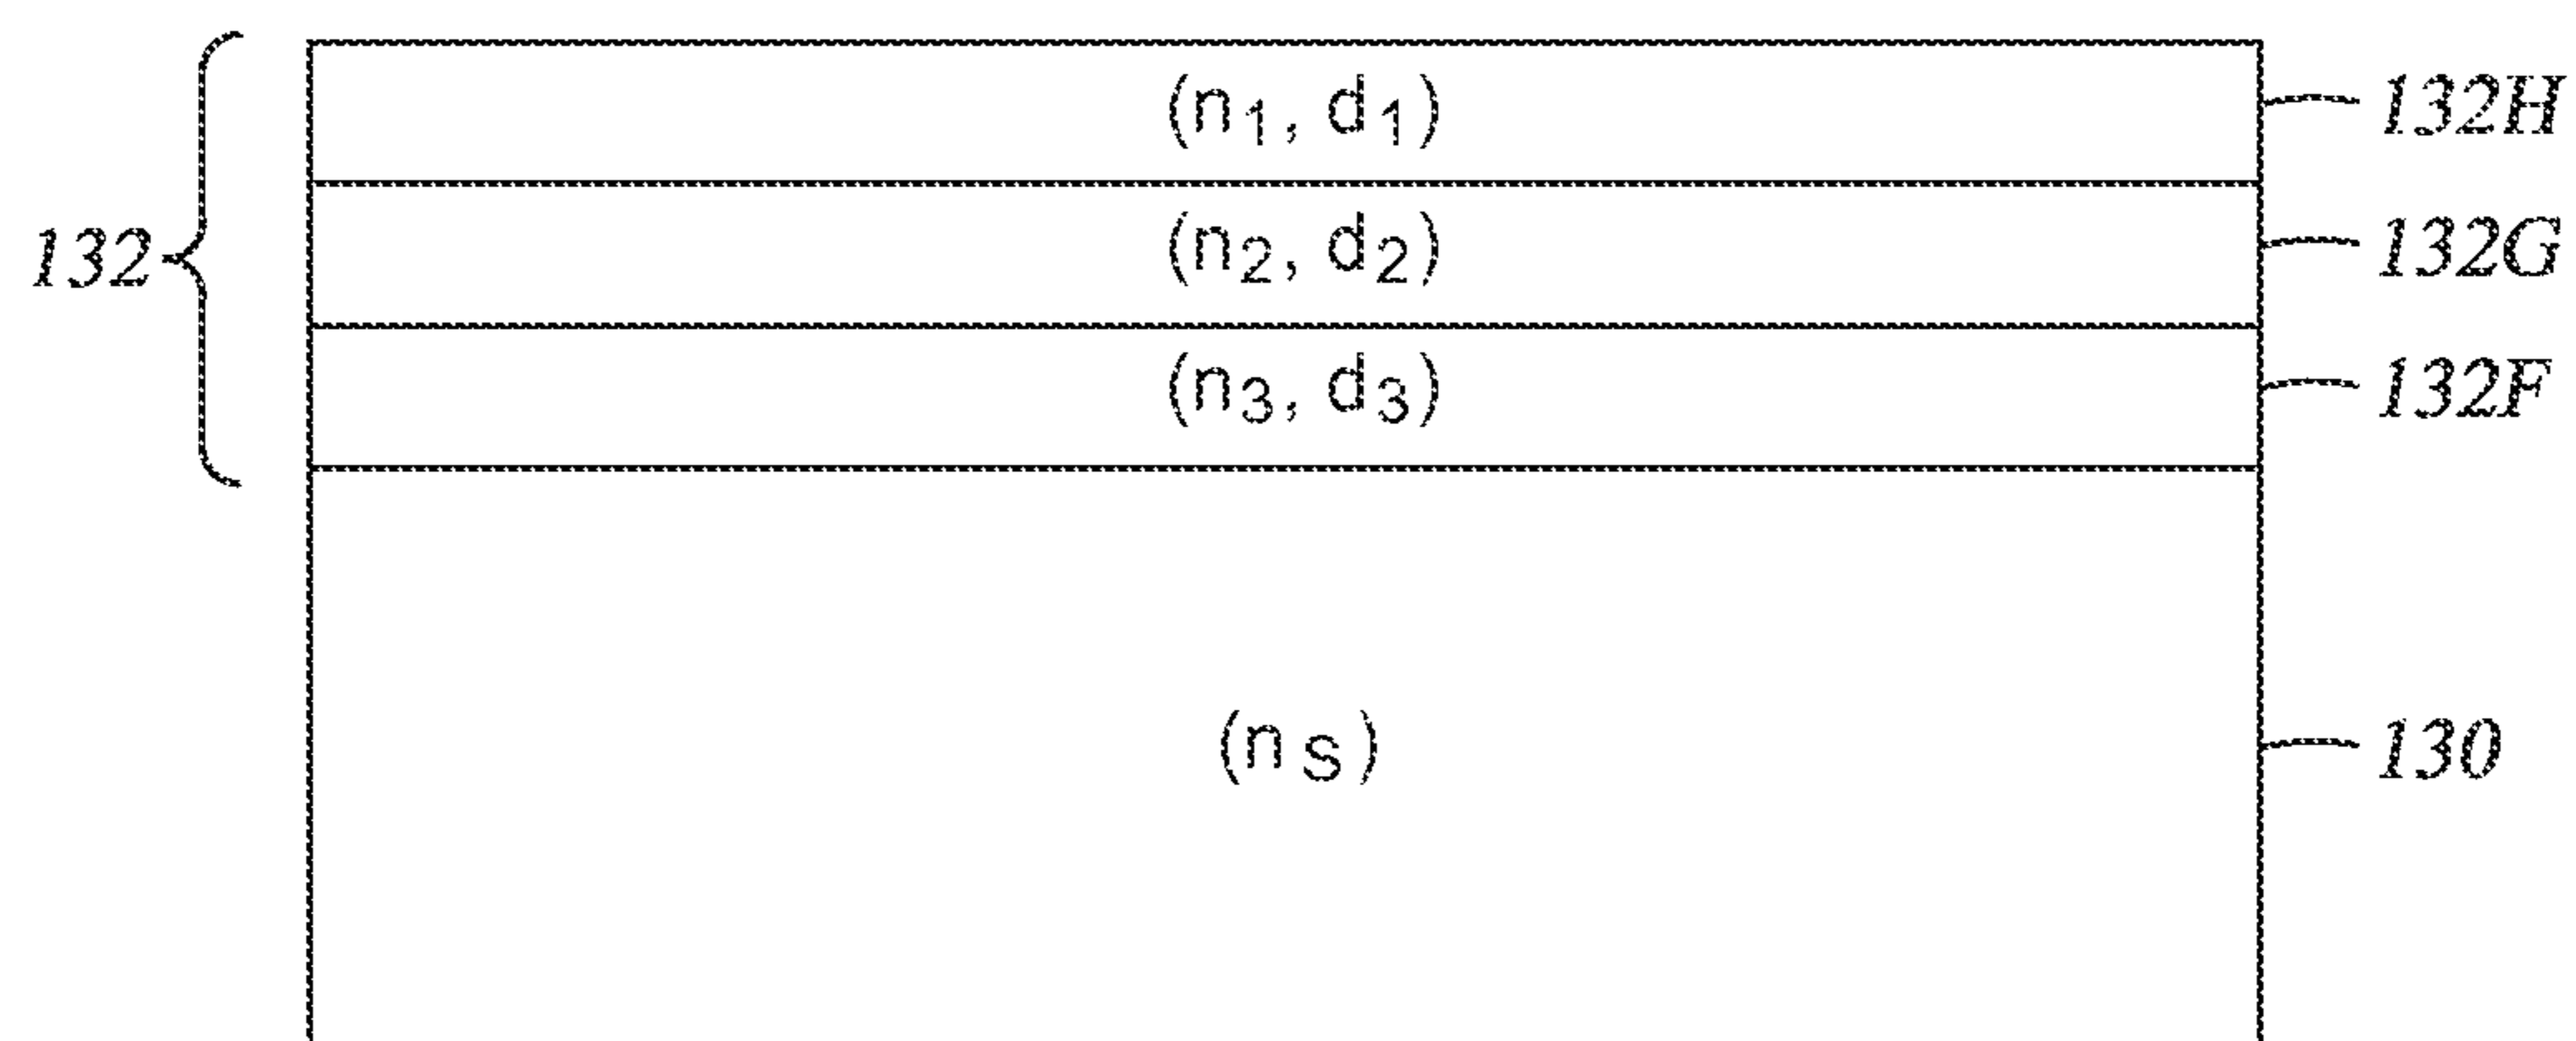 (n1, d1) 132H
132 (n2, d2) 132G
(n3, d3) 132F
(nS) 130